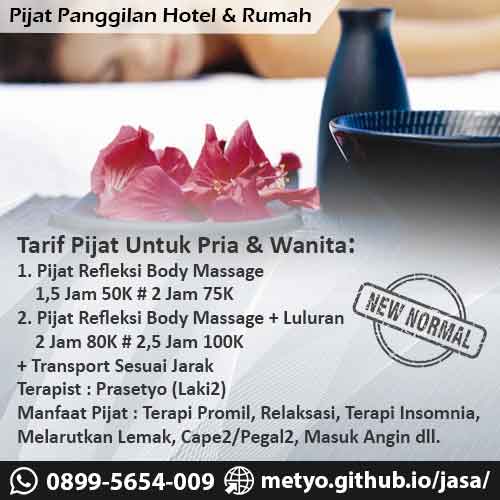 Pijat Panggilan Hotel & Rumah
Tarif Pijat Untuk Pria & Wanita:
1. Pijat Refleksi Body Massage
1,5 Jam 50K # 2 Jam 75K
2. Pijat Refleksi Body Massage + Luluran
2 Jam 80K # 2,5 Jam 100K
+ Transport Sesuai Jarak
Terapist : Prasetyo (Laki2)
Manfaat Pijat : Terapi Promil, Relaksasi, Terapi Insomnia,
Melarutkan Lemak, Cape2/Pegal2, Masuk Angin dll.
NEW NORMAL
0899-5654-009 metyo.github.io/jasa/